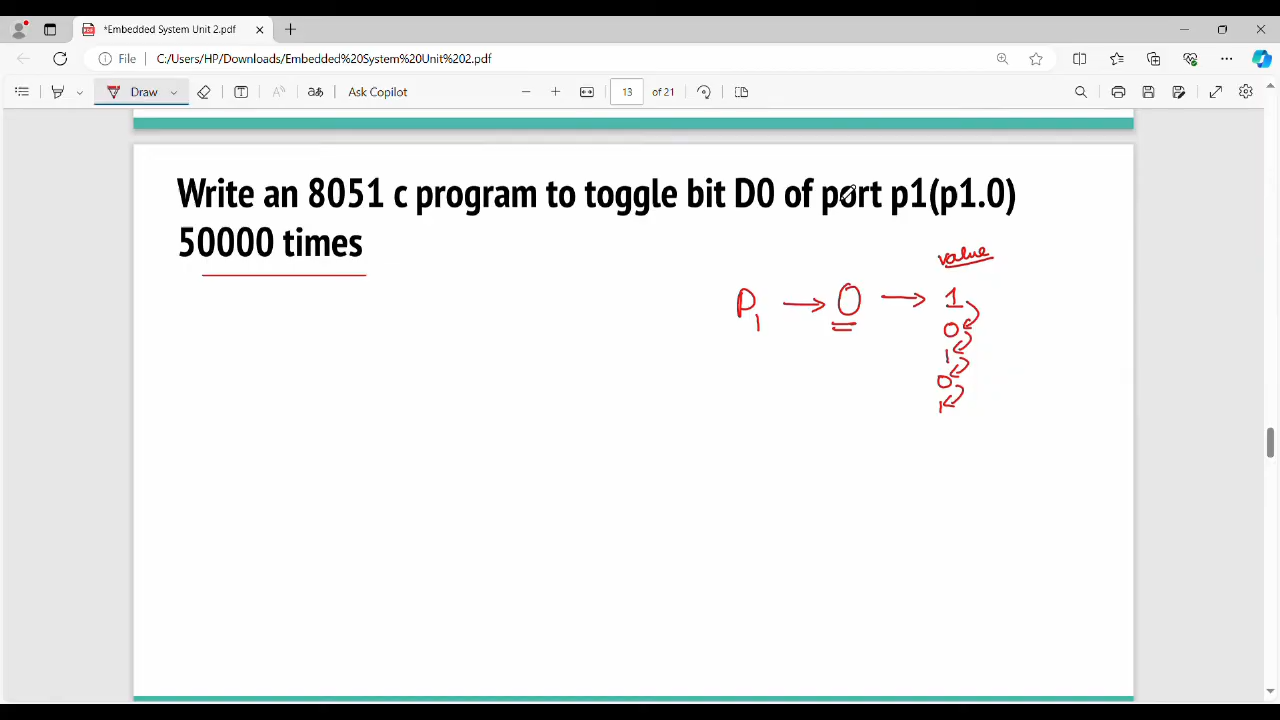 *Embedded System Unit 2.pdf
File
C:/Users/HP/Downloads/Embedded%20System%20Unit%202.pdf
Draw
Ask Copilot
13 of 21
Write an 8051 c program to toggle bit D0 of port p1(p1.0)
50000 times
value
P1 → 0 → 1
0
1
0
1